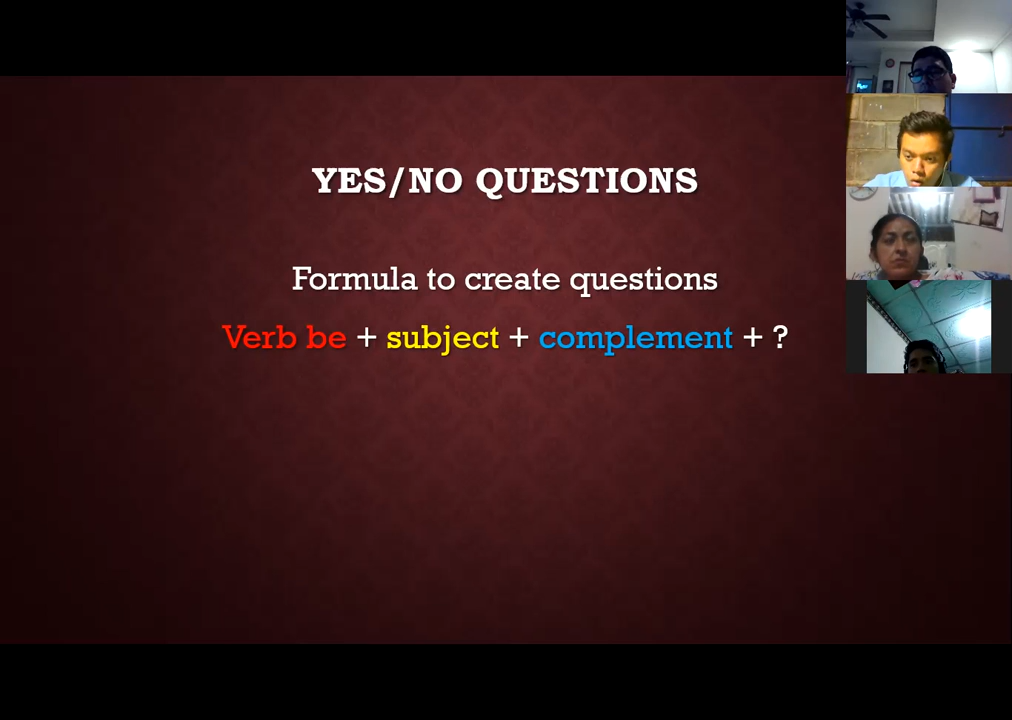 YES/NO QUESTIONS
Formula to create questions
Verb be + subject + complement + ?